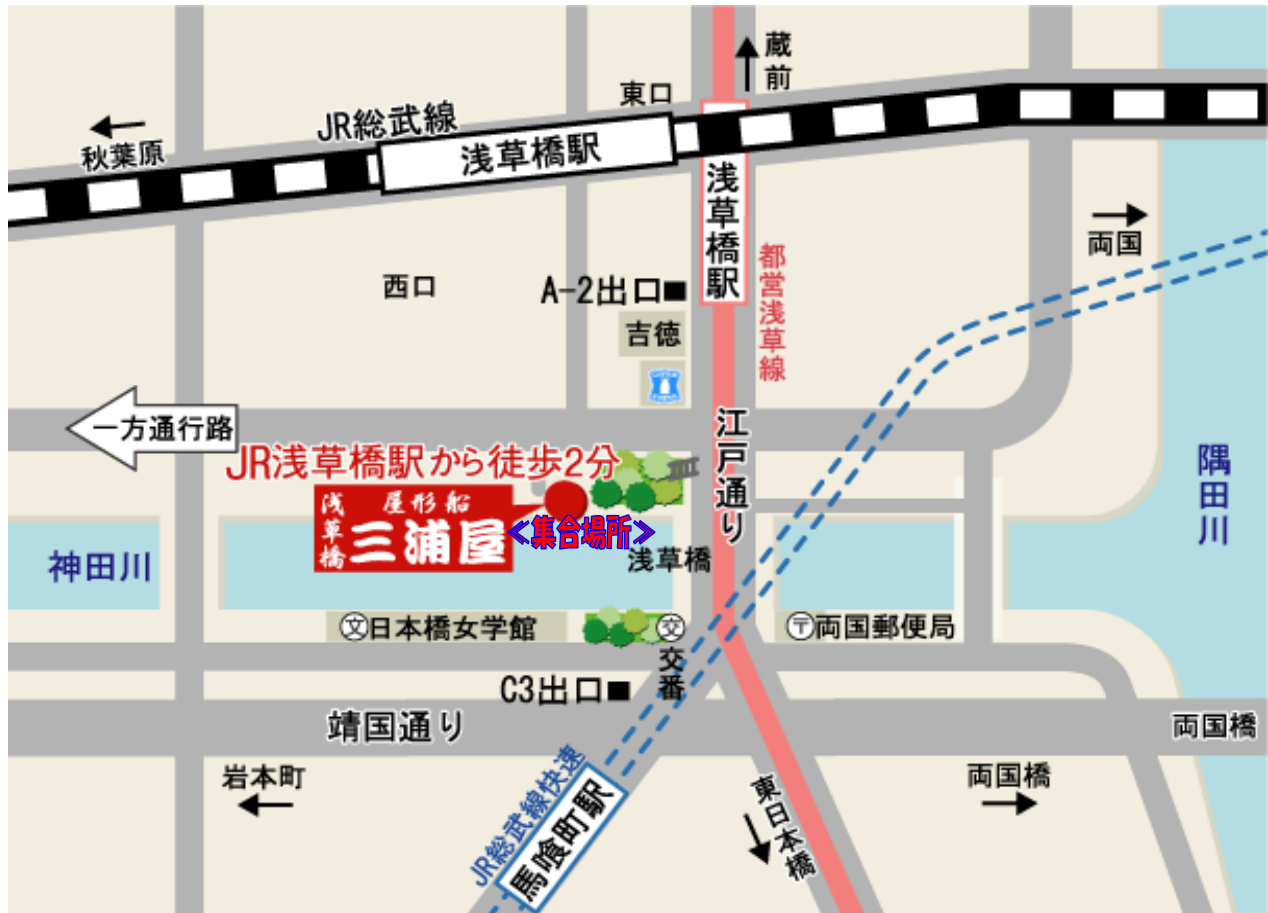 蔵前
東口
JR総武線
秋葉原
浅草橋駅
浅草橋駅
両国
都営浅草線
西口
A-2出口
吉徳
一方通行路
江戸通り
JR浅草橋駅から徒歩2分
隅田川
浅草橋
屋形船
三浦屋
≪集合場所≫
神田川
浅草橋
文日本橋女学館
交
〒両国郵便局
交番
C3出口
靖国通り
両国橋
岩本町
両国橋
JR総武線快速
馬喰町駅
東日本橋